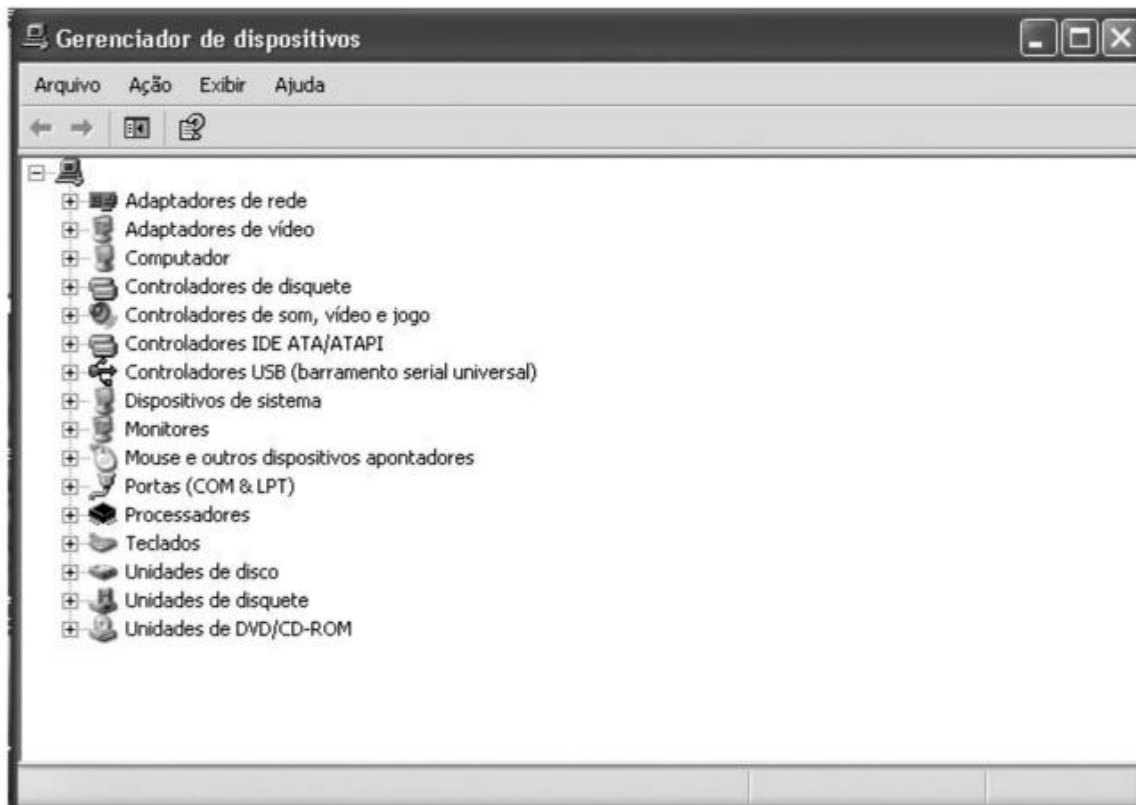 Gerenciador de dispositivos
Arquivo Ação Exibir Ajuda
Adaptadores de rede
Adaptadores de vídeo
Computador
Controladores de disquete
Controladores de som, vídeo e jogo
Controladores IDE ATA/ATAPI
Controladores USB (barramento serial universal)
Dispositivos de sistema
Monitores
Mouse e outros dispositivos apontadores
Portas (COM & LPT)
Processadores
Teclados
Unidades de disco
Unidades de disquete
Unidades de DVD/CD-ROM